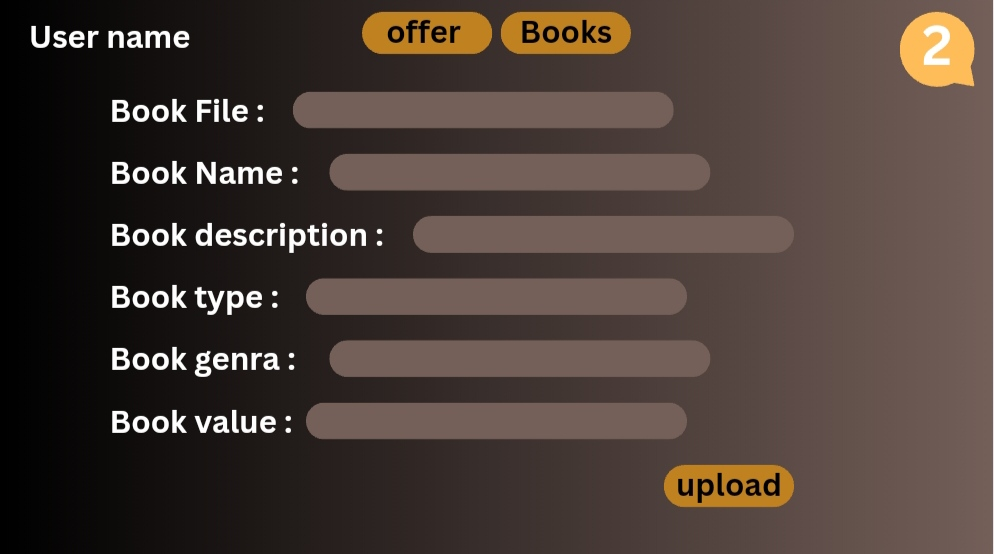 User name
offer
Books
2
Book File :
Book Name :
Book description :
Book type :
Book genra :
Book value :
upload